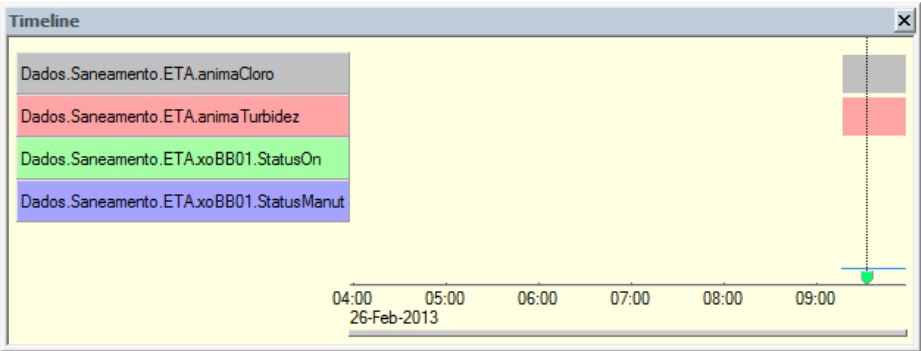 Timeline
Dados.Saneamento.ETA.animaCloro
Dados.Saneamento.ETA.animaTurbidez
Dados.Saneamento.ETA.xoBB01.StatusOn
Dados.Saneamento.ETA.xoBB01.StatusManut
04:00 05:00 06:00 07:00 08:00 09:00
26-Feb-2013